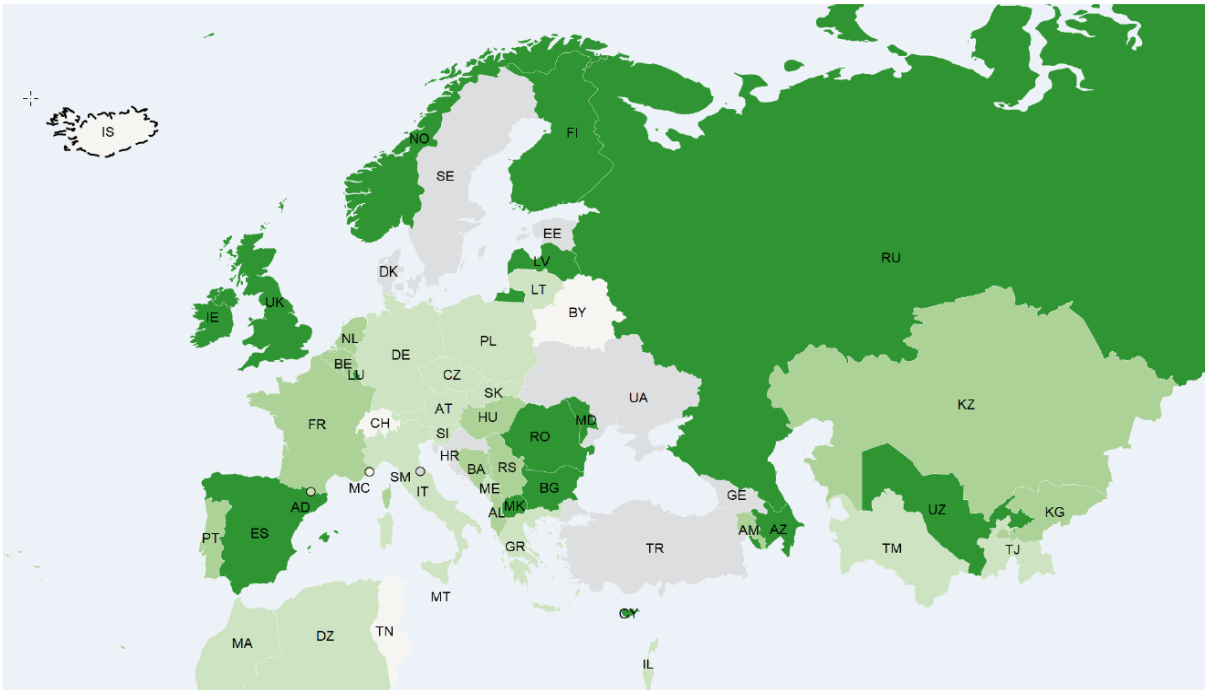 IS
NO
FI
SE
EE
RU
LV
DK
LT
UK
IE
BY
NL
PL
DE
BE
LU
CZ
SK
UA
KZ
AT
HU
FR
CH
MD
RO
SI
HR
BA
RS
SM
MC
IT
ME
BG
GE
AD
MK
UZ
AL
KG
ES
PT
AM
AZ
GR
TR
TM
TJ
MT
CY
TN
DZ
MA
IL